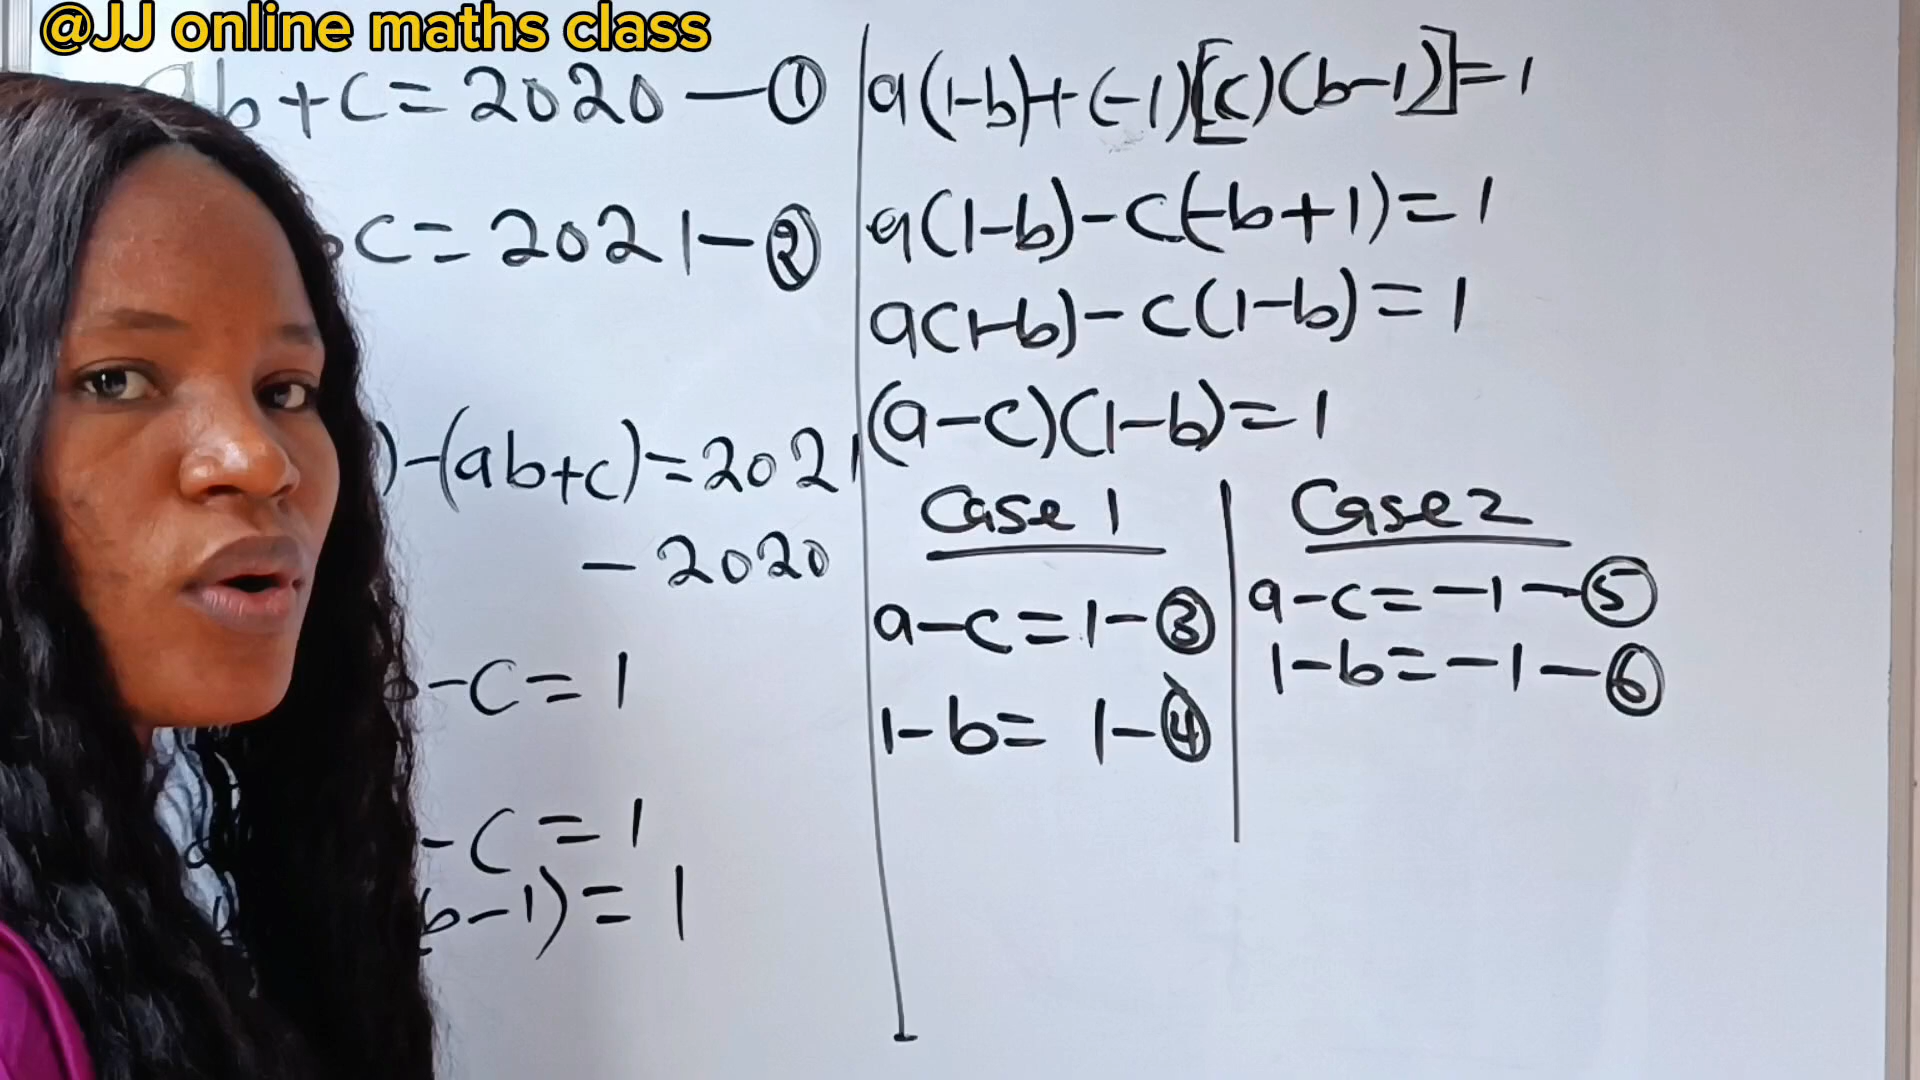 @JJ online maths class
ab+c=2020—①
c=2021-②
)-(ab+c)=2021
-2020
-c=1
-c=1
b-1)=1
a(1-b)+(-1)[(c)(b-1)]=1
a(1-b)-c(-b+1)=1
a(1-b)-c(1-b)=1
(a-c)(1-b)=1
Case 1
a-c=1-③
1-b=1-④
Case 2
a-c=-1-⑤
1-b=-1-⑥